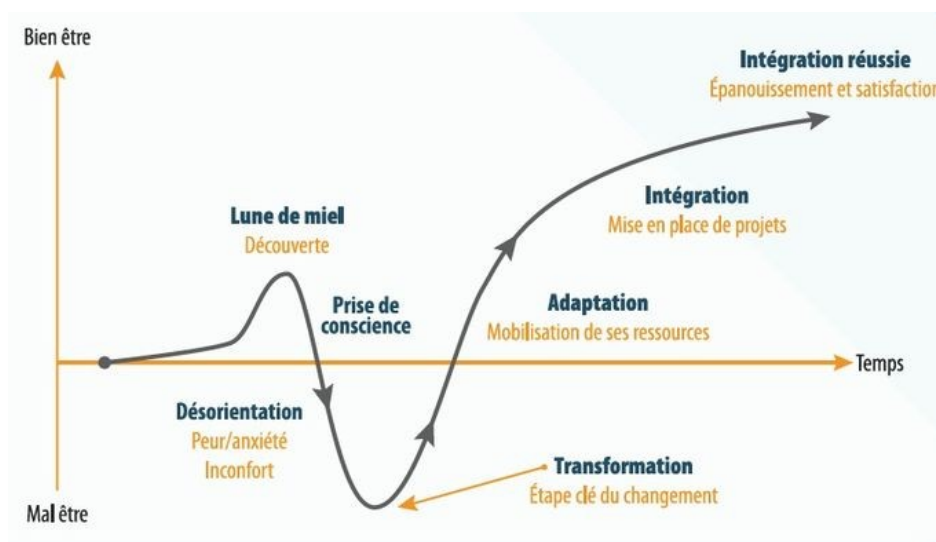 Bien être
Intégration réussie
Épanouissement et satisfaction
Intégration
Mise en place de projets
Lune de miel
Découverte
Prise de
conscience
Adaptation
Mobilisation de ses ressources
Temps
Désorientation
Peur/anxiété
Inconfort
Transformation
Étape clé du changement
Mal être